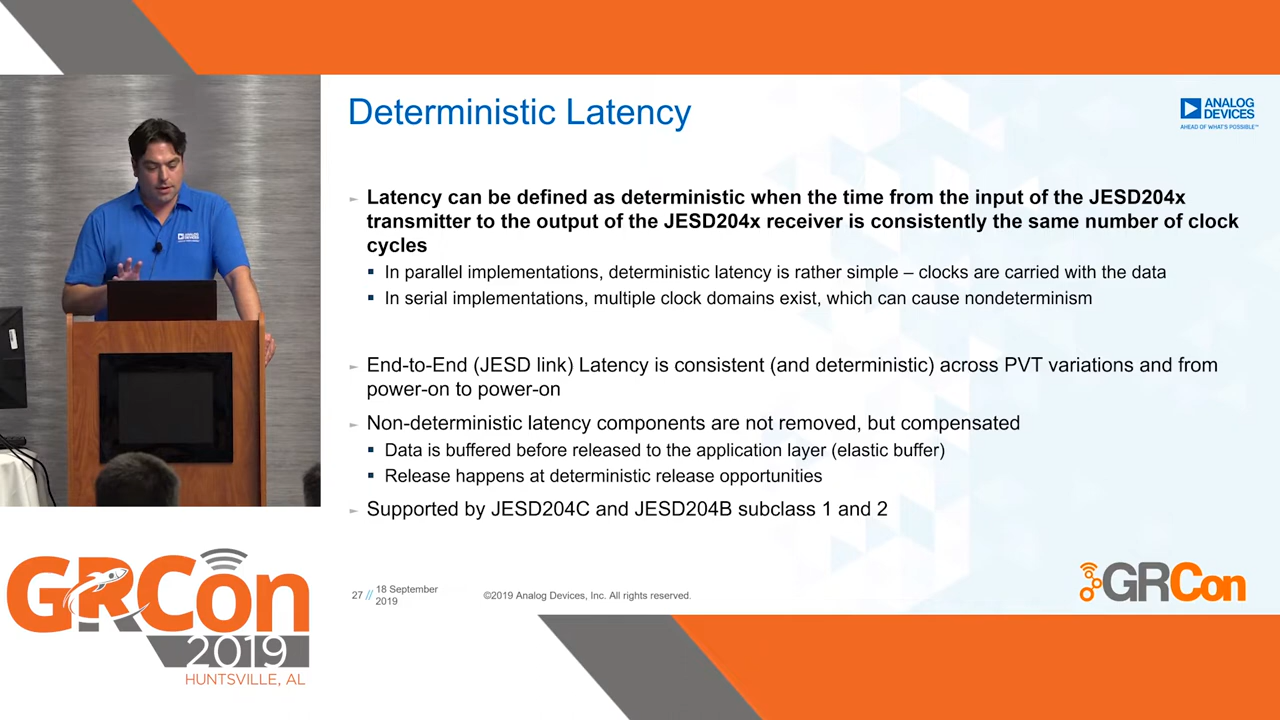 Deterministic Latency
ANALOG
DEVICES
AHEAD OF WHAT'S POSSIBLE™
► Latency can be defined as deterministic when the time from the input of the JESD204x
transmitter to the output of the JESD204x receiver is consistently the same number of clock
cycles
▪ In parallel implementations, deterministic latency is rather simple – clocks are carried with the data
▪ In serial implementations, multiple clock domains exist, which can cause nondeterminism
► End-to-End (JESD link) Latency is consistent (and deterministic) across PVT variations and from
power-on to power-on
► Non-deterministic latency components are not removed, but compensated
▪ Data is buffered before released to the application layer (elastic buffer)
▪ Release happens at deterministic release opportunities
► Supported by JESD204C and JESD204B subclass 1 and 2
27 // 18 September
2019
©2019 Analog Devices, Inc. All rights reserved.
GRCon
GRCon
2019
HUNTSVILLE, AL